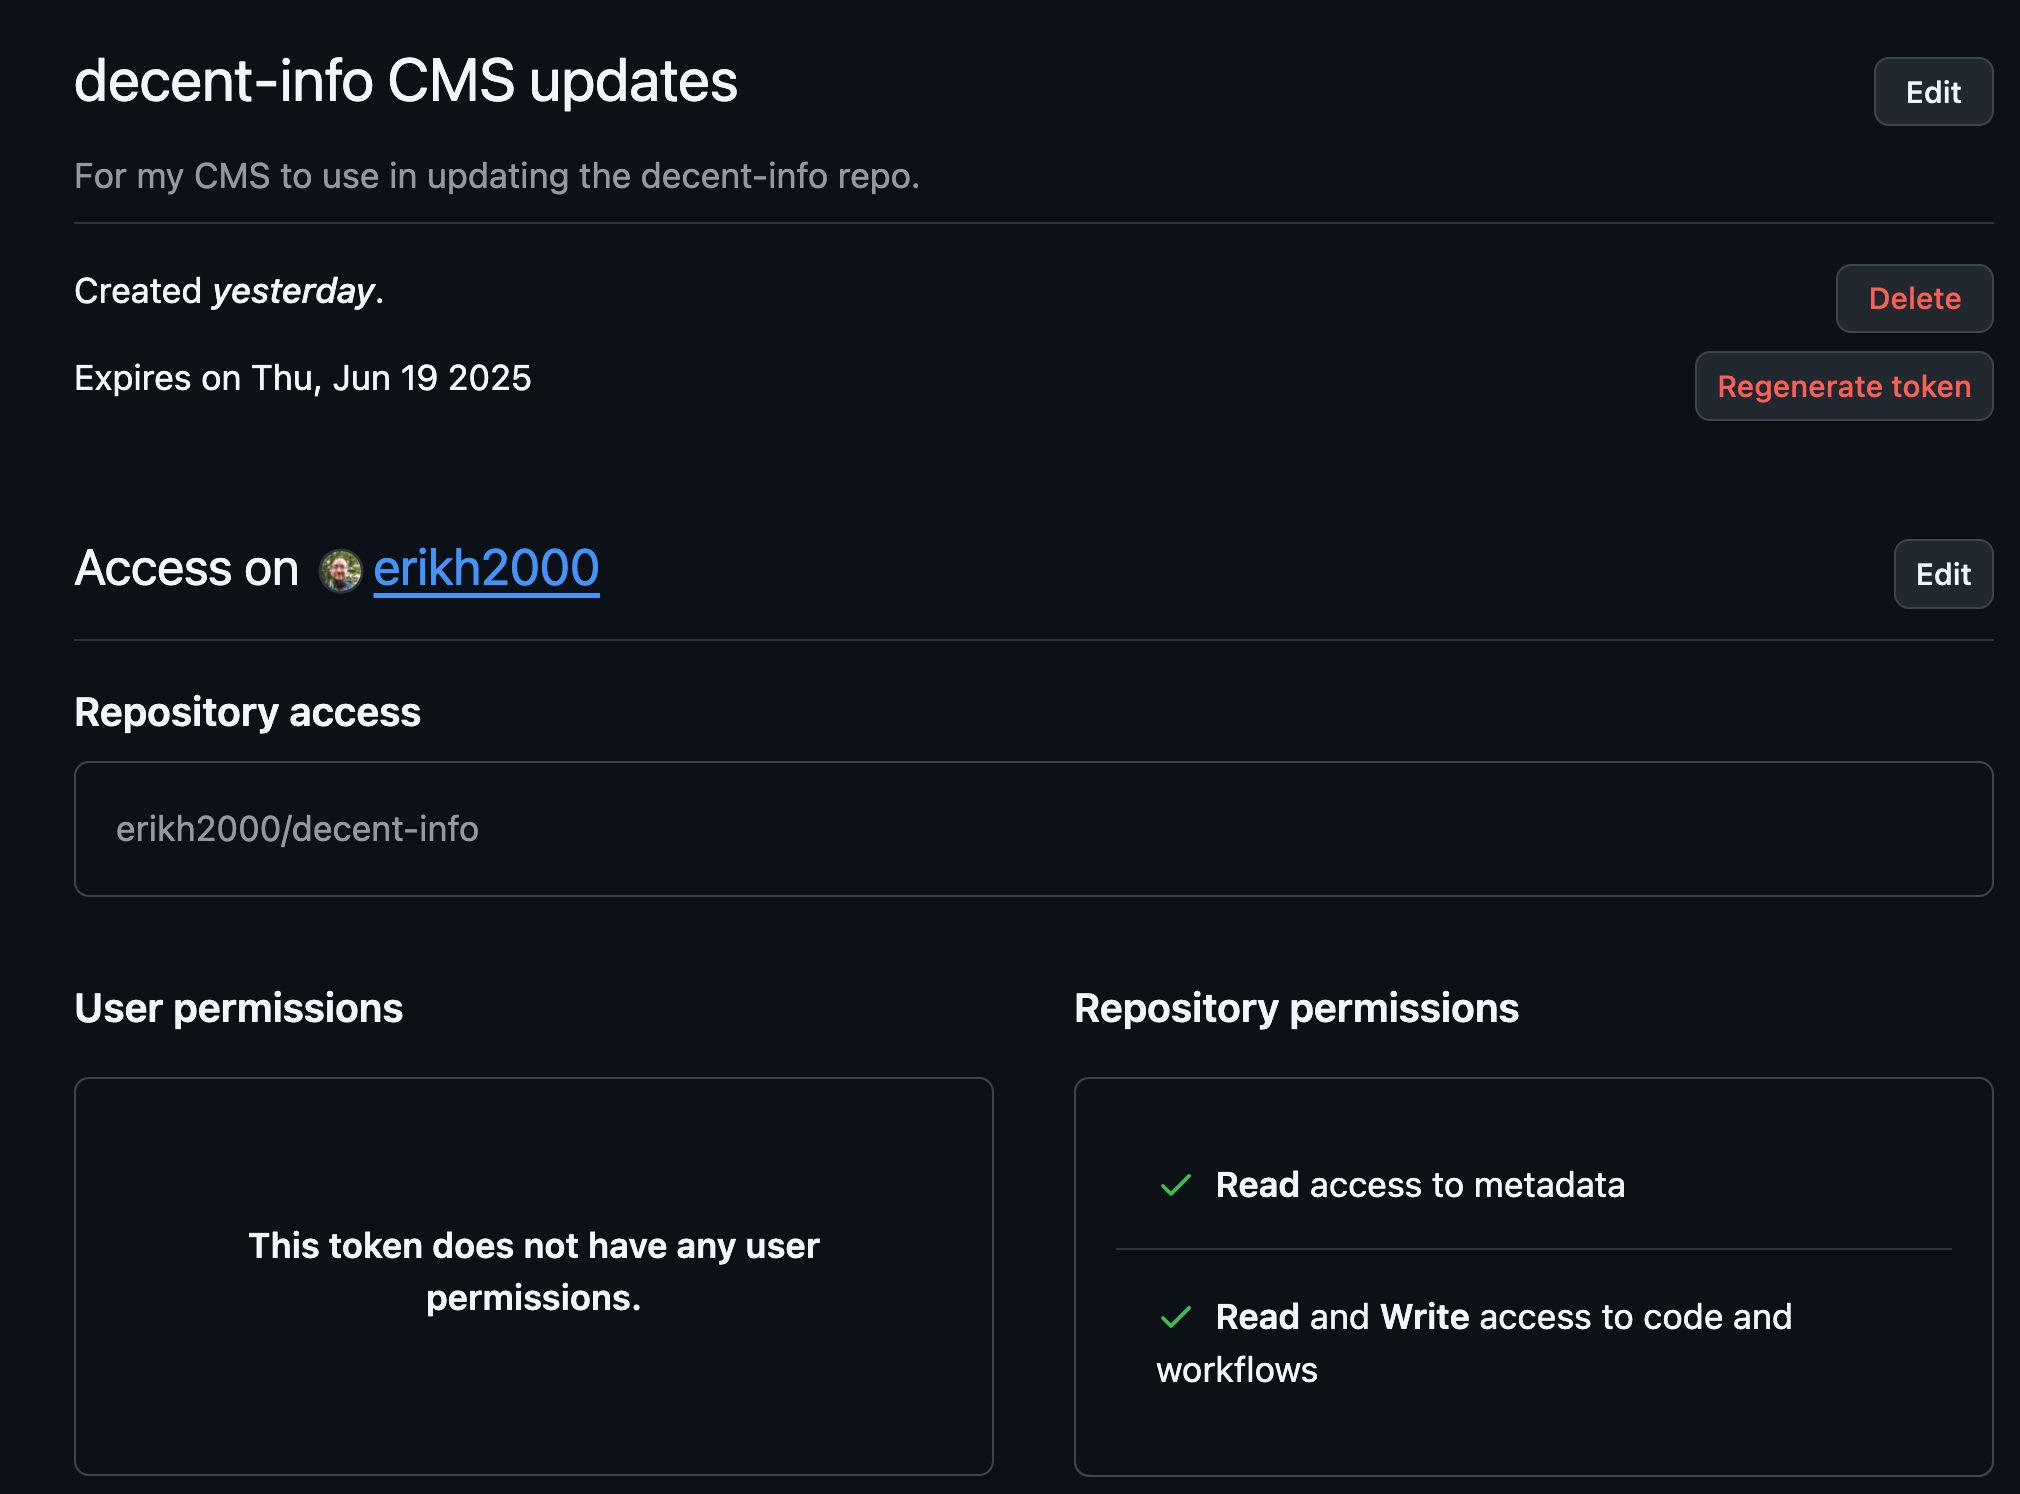 decent-info CMS updates
Edit
For my CMS to use in updating the decent-info repo.
Created yesterday.
Delete
Expires on Thu, Jun 19 2025
Regenerate token
Access on erikh2000
Edit
Repository access
erikh2000/decent-info
User permissions
This token does not have any user
permissions.
Repository permissions
Read access to metadata
Read and Write access to code and
workflows